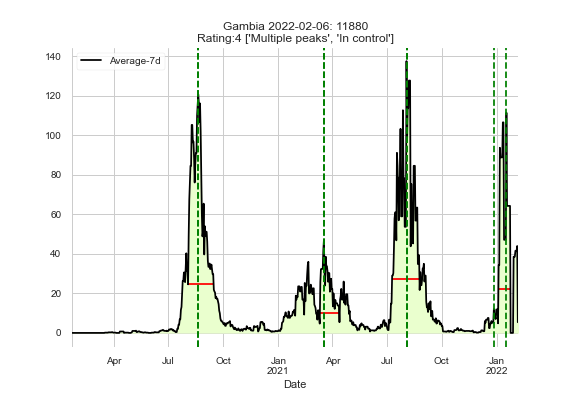 Gambia 2022-02-06: 11880
Rating:4 ['Multiple peaks', 'In control']
Average-7d
140
120
100
80
60
40
20
0
Apr Jul Oct Jan Apr Jul Oct Jan
2021 2022
Date